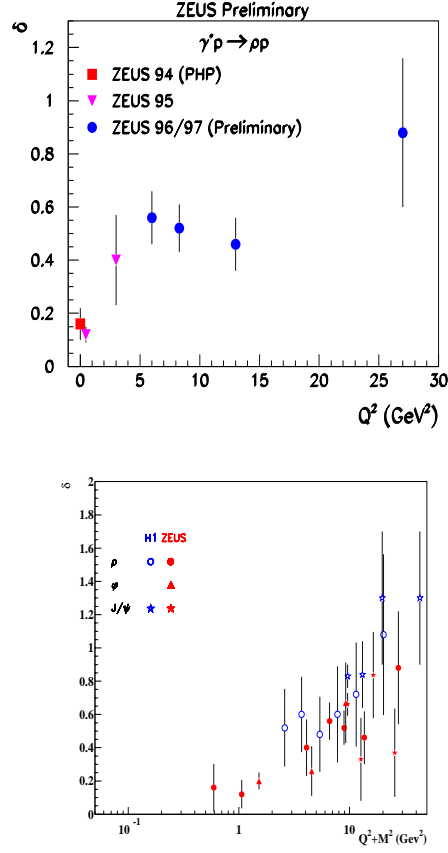 ZEUS Preliminary
δ
γ*p → ρp
ZEUS 94 (PHP)
ZEUS 95
ZEUS 96/97 (Preliminary)
1.2
1
0.8
0.6
0.4
0.2
0
0 5 10 15 20 25 30
Q² (GeV²)
δ
2
1.8
1.6
1.4
1.2
1
0.8
0.6
0.4
0.2
0
H1 ZEUS
ρ
φ
J/ψ
10⁻¹ 1 10
Q²+M² (GeV²)